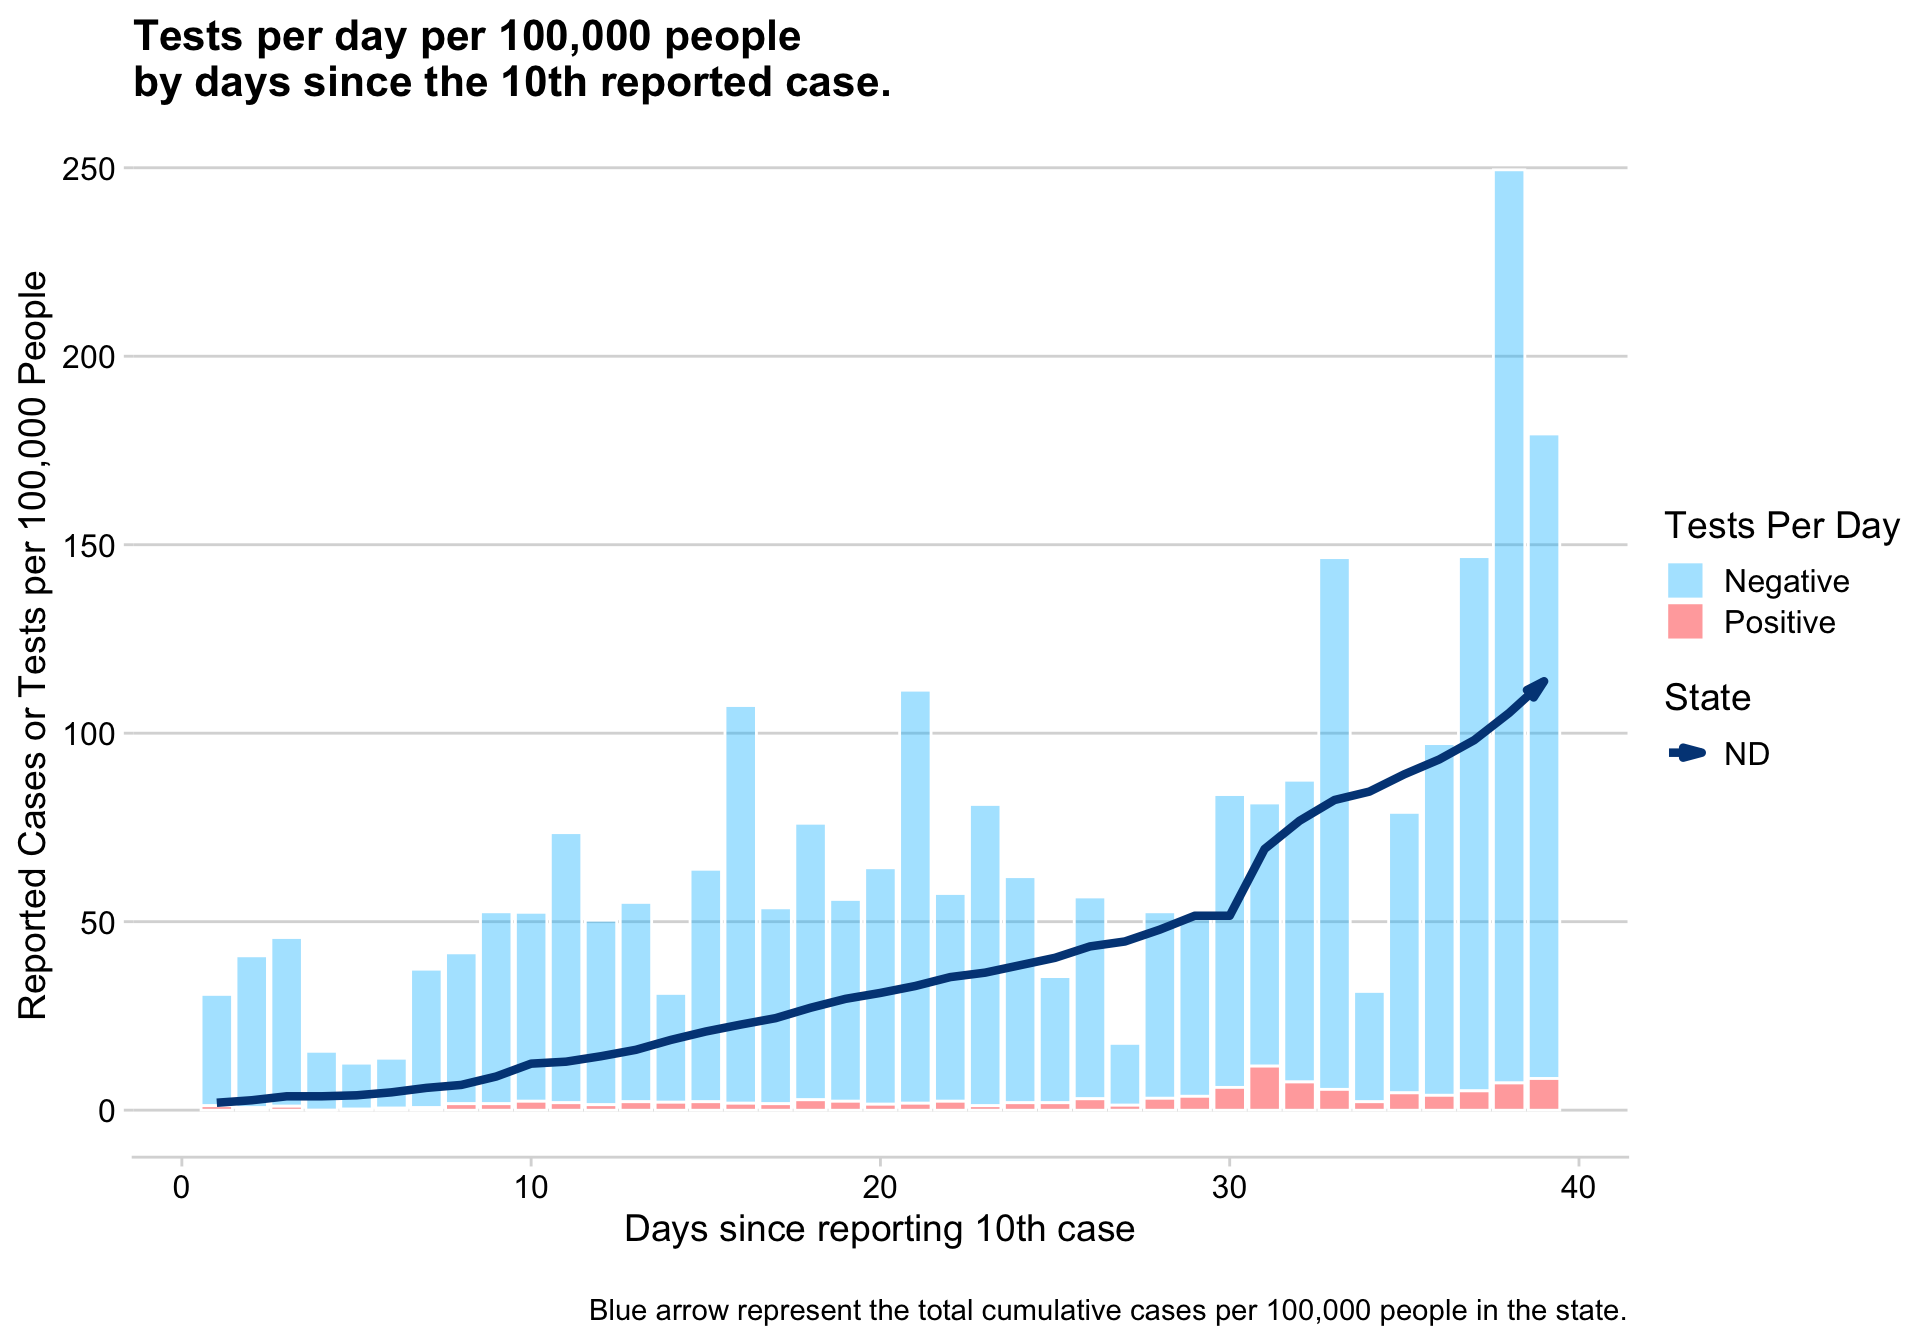 Tests per day per 100,000 people
by days since the 10th reported case.
Reported Cases or Tests per 100,000 People
250
200
150
100
50
0
0 10 20 30 40
Days since reporting 10th case
Tests Per Day
Negative
Positive
State
ND
Blue arrow represent the total cumulative cases per 100,000 people in the state.